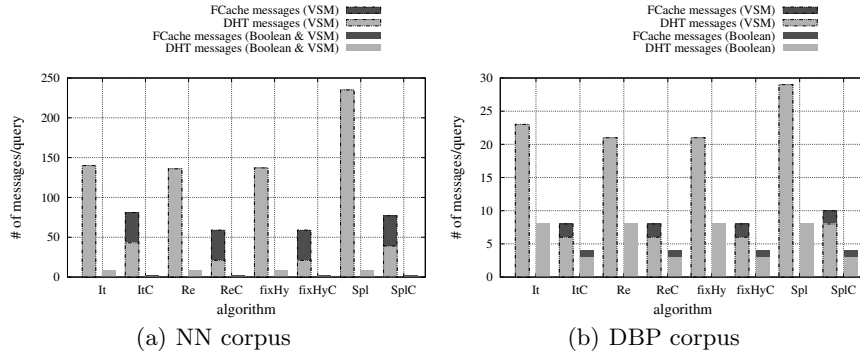 FCache messages (VSM)
DHT messages (VSM)
FCache messages (Boolean & VSM)
DHT messages (Boolean & VSM)
250
200
150
100
50
0
# of messages/query
It ItC Re ReC fixHy fixHyC Spl SplC
algorithm
(a) NN corpus
FCache messages (VSM)
DHT messages (VSM)
FCache messages (Boolean)
DHT messages (Boolean)
30
25
20
15
10
5
0
# of messages/query
It ItC Re ReC fixHy fixHyC Spl SplC
algorithm
(b) DBP corpus